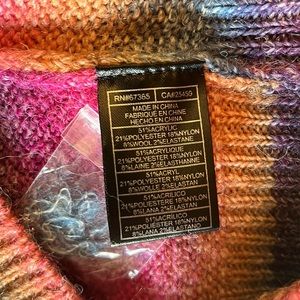 RN#67365 CA#25459
MADE IN CHINA
FABRIQUÉ EN CHINE
HECHO EN CHINA
51%ACRYLIC
21%POLYESTER 18%NYLON
8%WOOL 2%ELASTANE
51%ACRYLIQUE
21%POLYESTER 18%NYLON
8%LAINE 2%ELASTHANNE
51%ACRYL
21%POLYESTER 18%NYLON
8%WOLLE 2%ELASTAN
51%ACRÍLICO
21%POLIÉSTER 18%NYLON
8%LANA 2%ELASTANO
51%ACRILICO
21%POLIESTERE 18%NYLON
8%LANA 2%ELASTAN